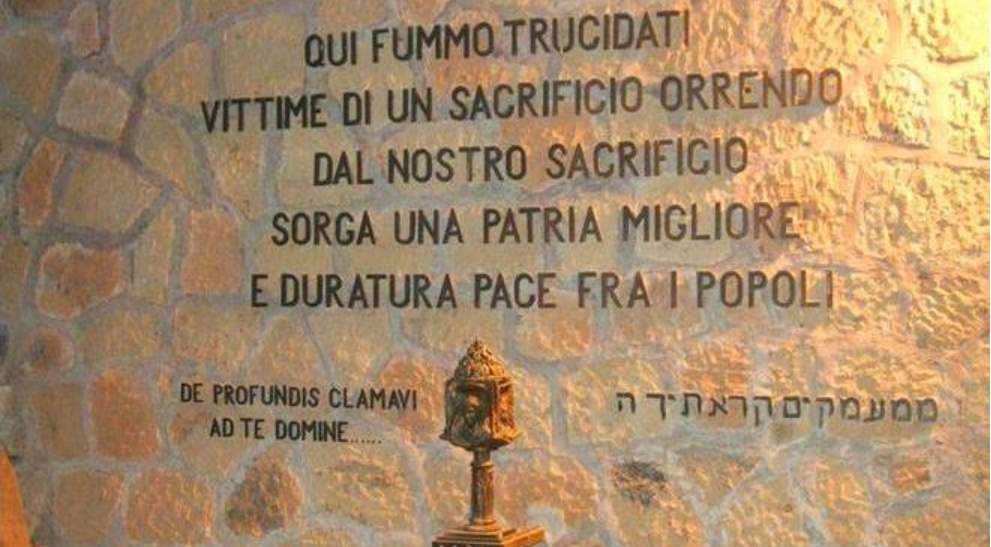 QUI FUMMO TRUCIDATI
VITTIME DI UN SACRIFICIO ORRENDO
DAL NOSTRO SACRIFICIO
SORGA UNA PATRIA MIGLIORE
E DURATURA PACE FRA I POPOLI
DE PROFUNDIS CLAMAVI
AD TE DOMINE......
ממעמקים קראתיך ה